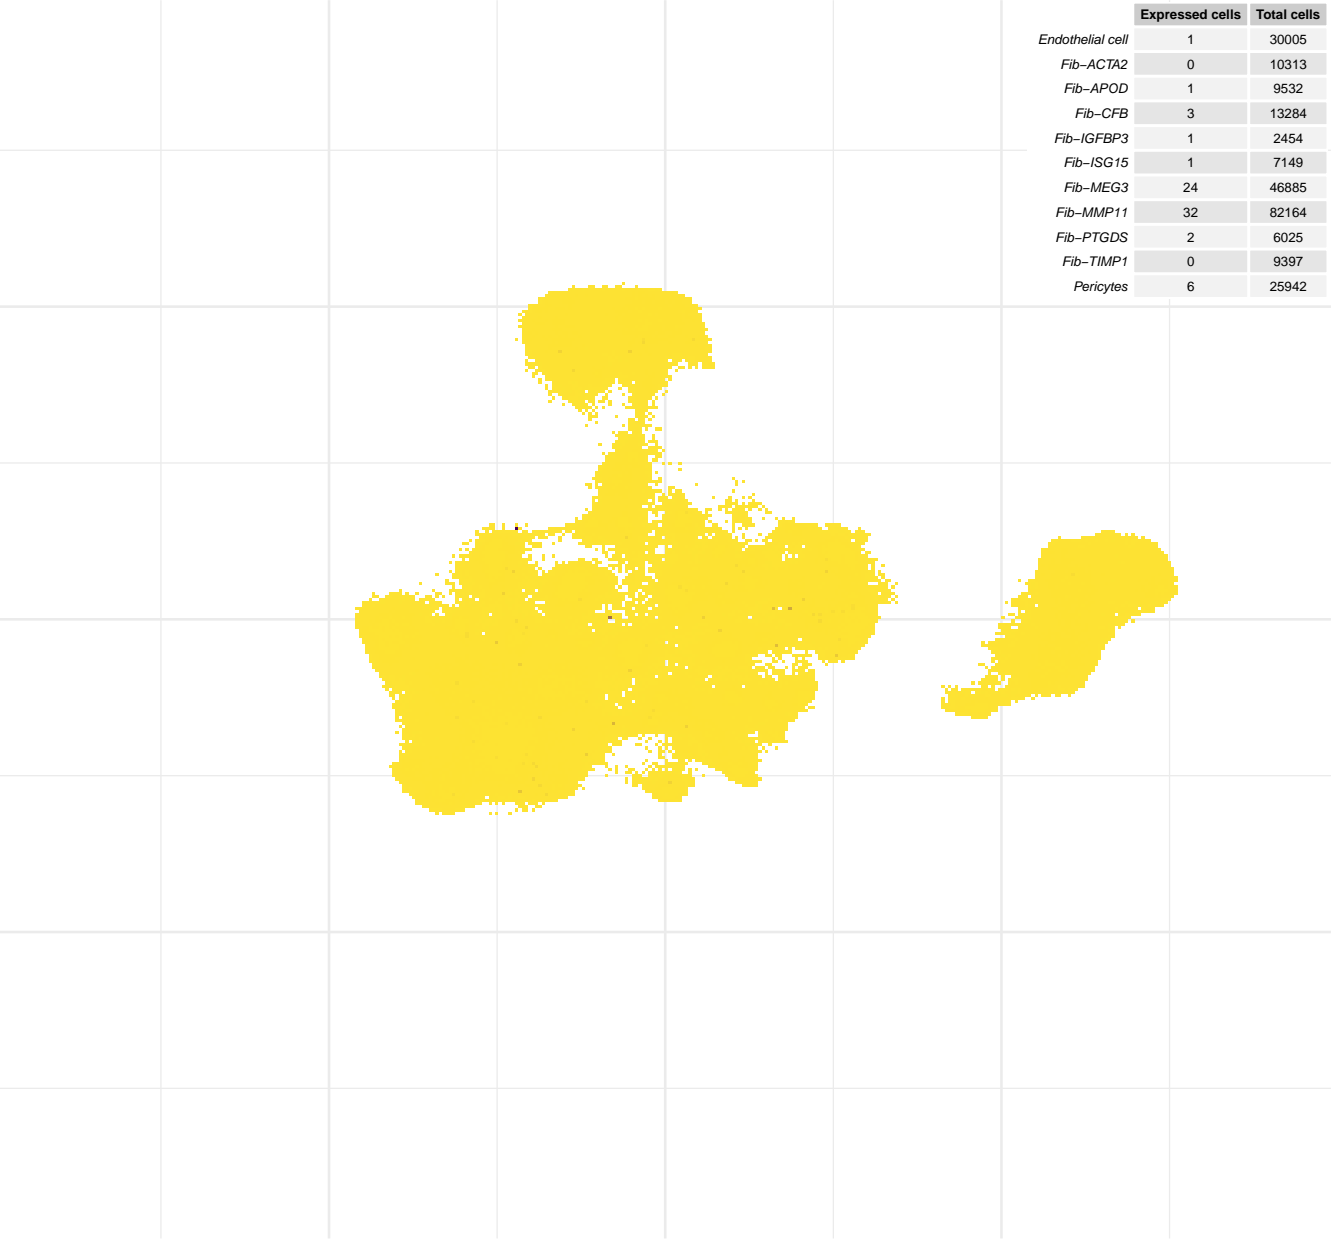 Expressed cells Total cells
Endothelial cell 1 30005
Fib−ACTA2 0 10313
Fib−APOD 1 9532
Fib−CFB 3 13284
Fib−IGFBP3 1 2454
Fib−ISG15 1 7149
Fib−MEG3 24 46885
Fib−MMP11 32 82164
Fib−PTGDS 2 6025
Fib−TIMP1 0 9397
Pericytes 6 25942